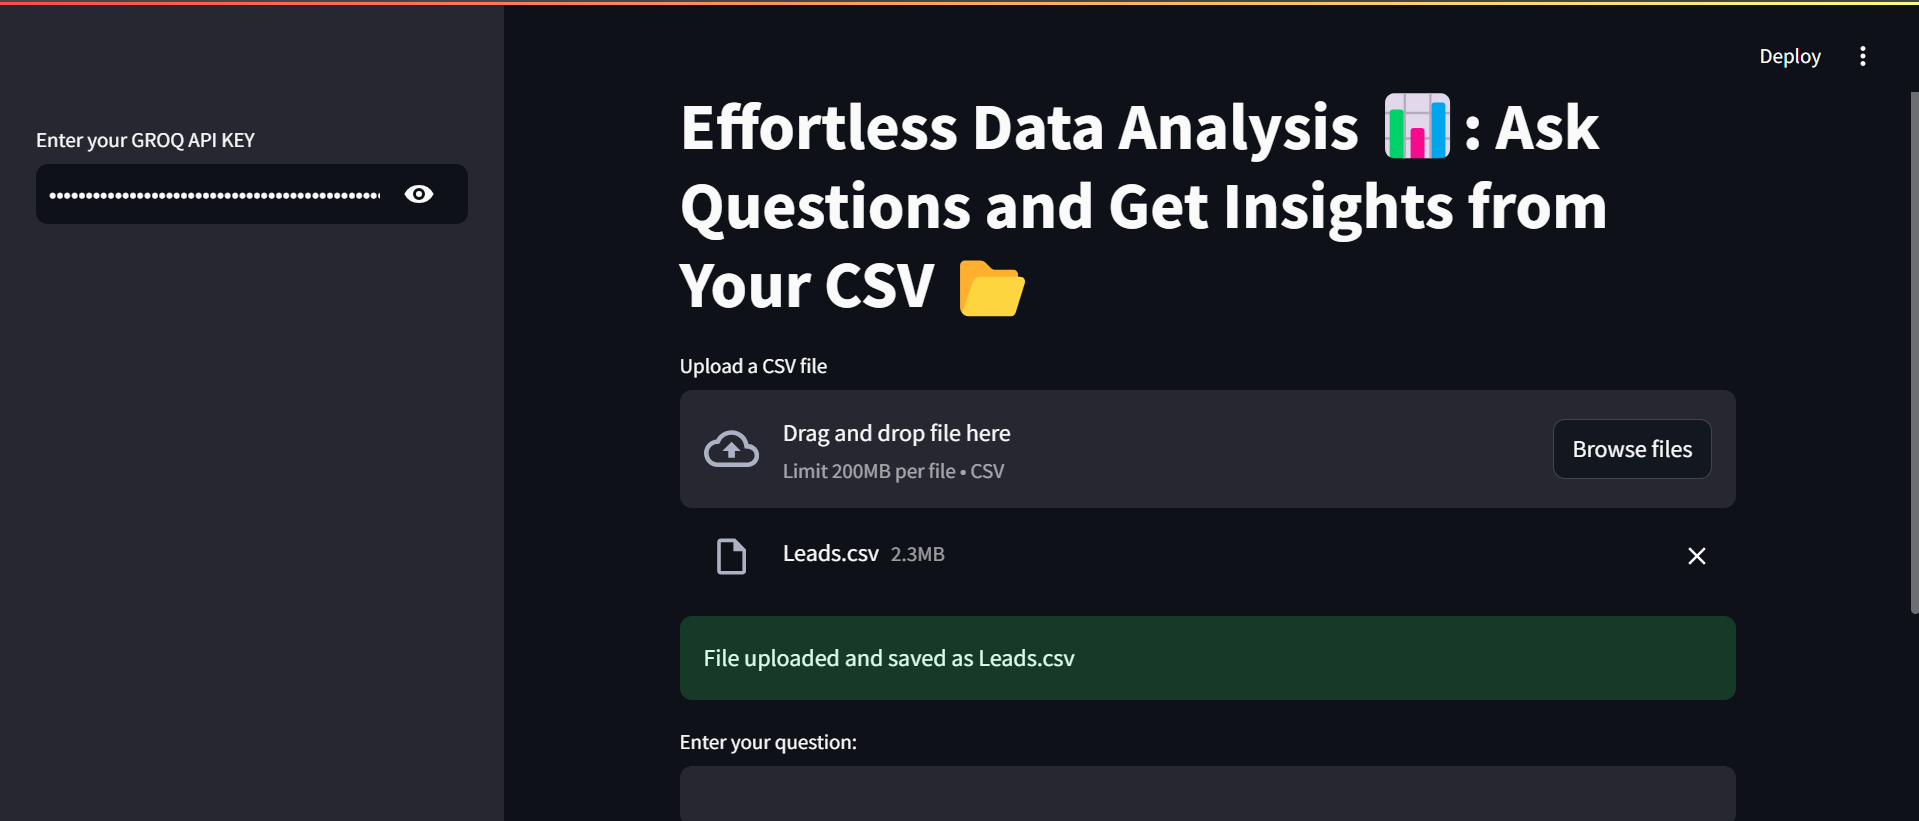 Deploy
Enter your GROQ API KEY
••••••••••••••••••••••••••••••••••••••••••••••
Effortless Data Analysis 📊 : Ask
Questions and Get Insights from
Your CSV 📂
Upload a CSV file
Drag and drop file here
Limit 200MB per file • CSV
Browse files
Leads.csv 2.3MB
File uploaded and saved as Leads.csv
Enter your question: